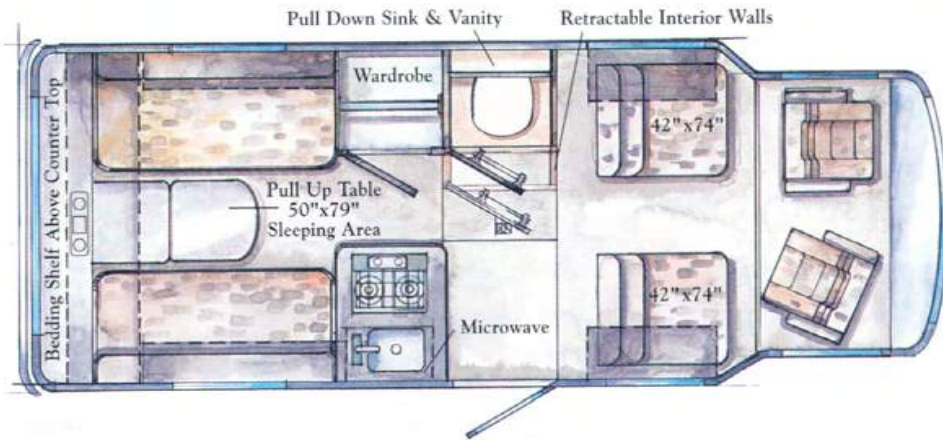 Pull Down Sink & Vanity
Retractable Interior Walls
Wardrobe
42"x74"
Bedding Shelf Above Counter Top
Pull Up Table
50"x79"
Sleeping Area
42"x74"
Microwave